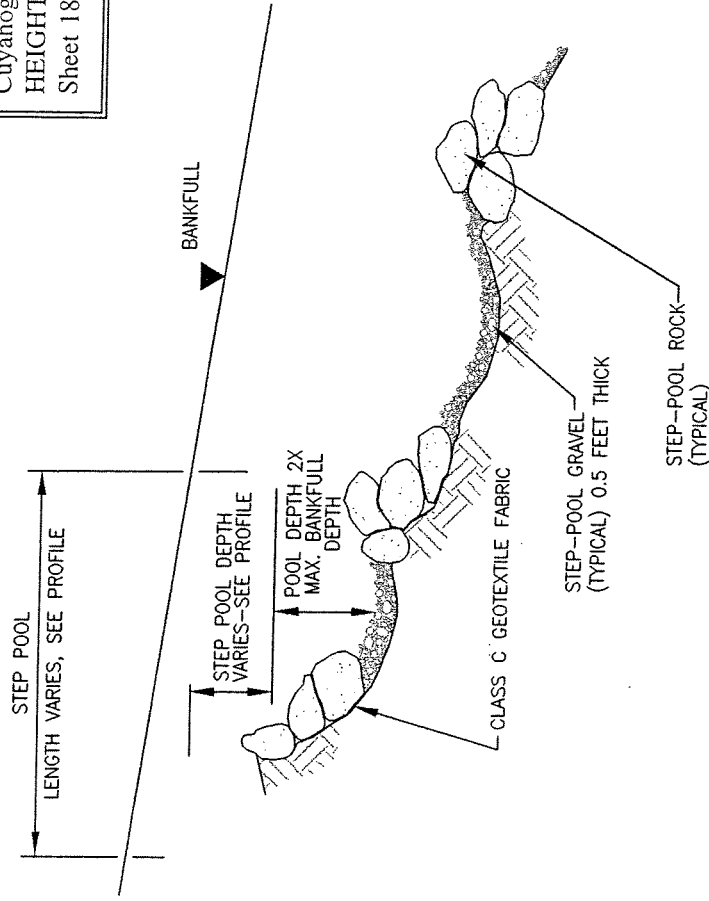 Cuyahog
HEIGHT
Sheet 18
STEP POOL
LENGTH VARIES, SEE PROFILE
BANKFULL
STEP POOL DEPTH
VARIES-SEE PROFILE
POOL DEPTH 2X
MAX. BANKFULL
DEPTH
CLASS C GEOTEXTILE FABRIC
STEP-POOL GRAVEL
(TYPICAL) 0.5 FEET THICK
STEP-POOL ROCK
(TYPICAL)